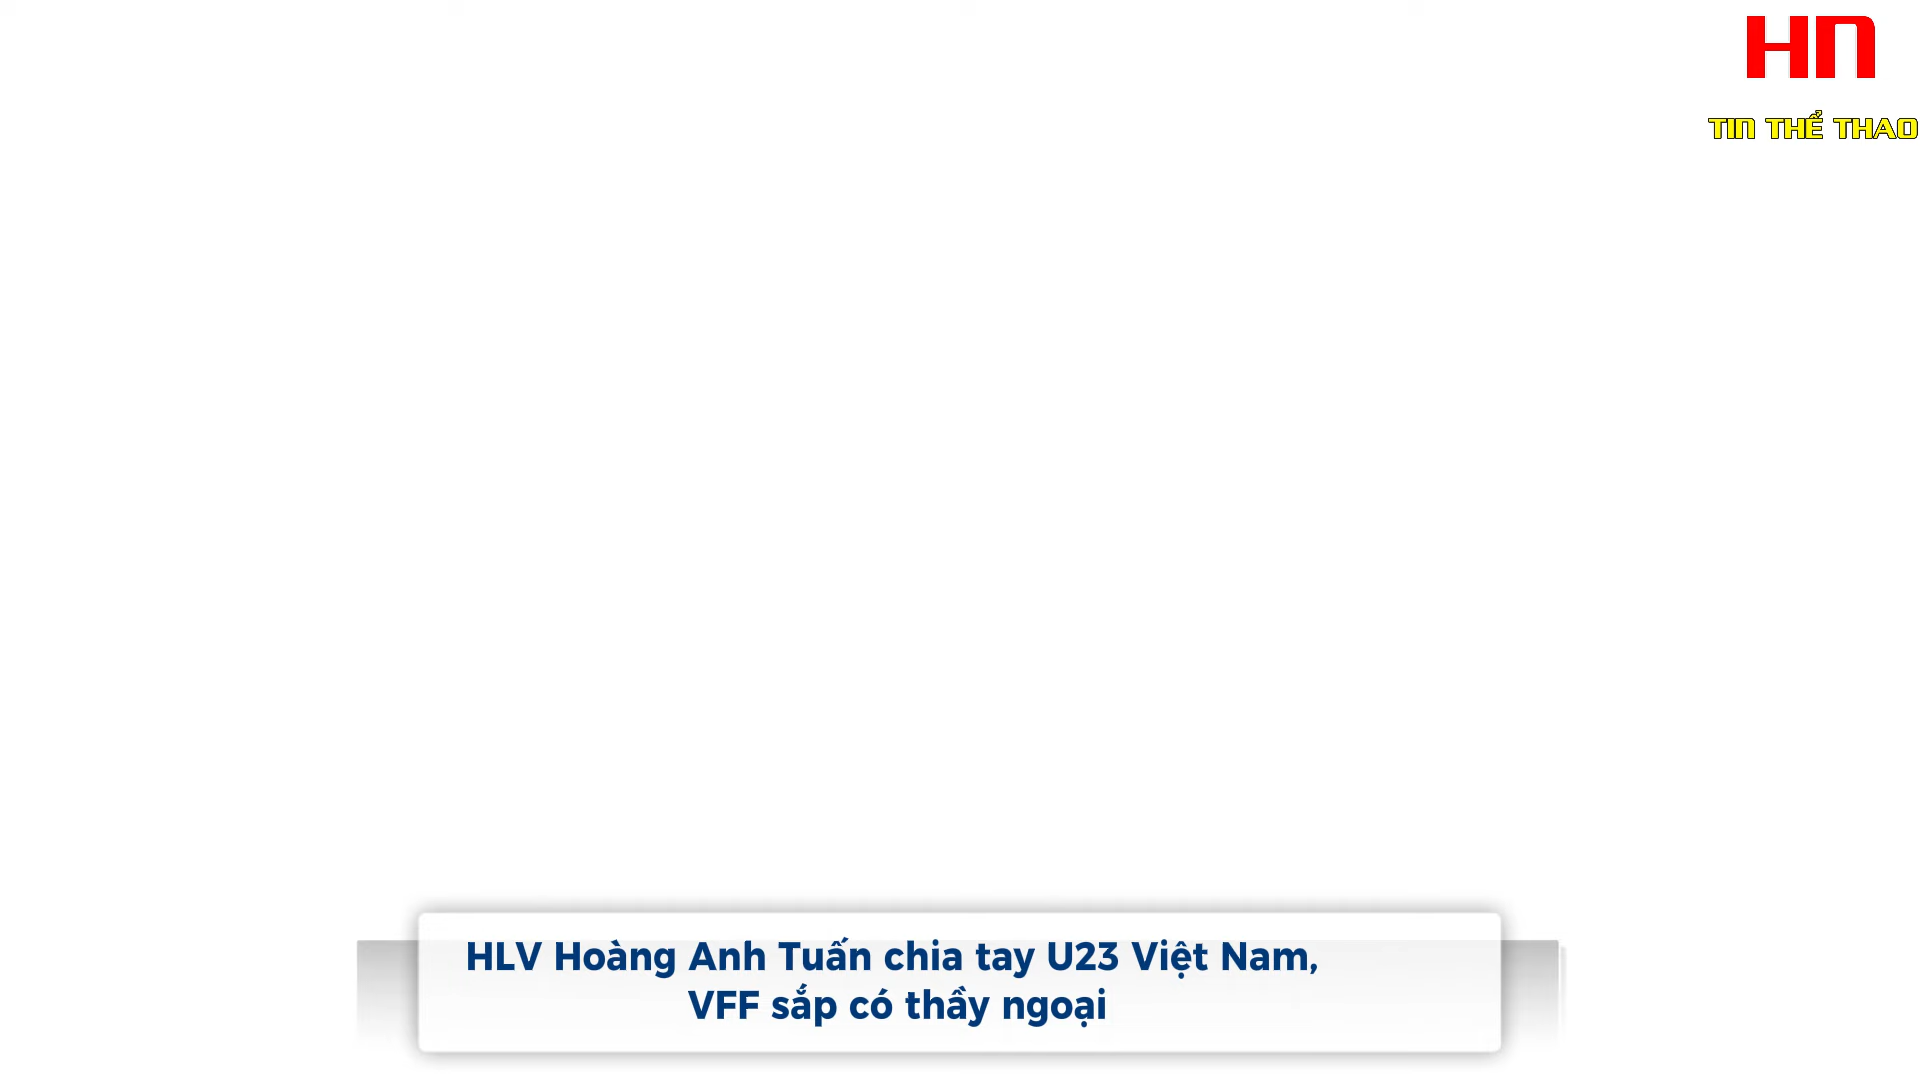 HN
TIN THỂ THAO
HLV Hoàng Anh Tuấn chia tay U23 Việt Nam,
VFF sắp có thầy ngoại